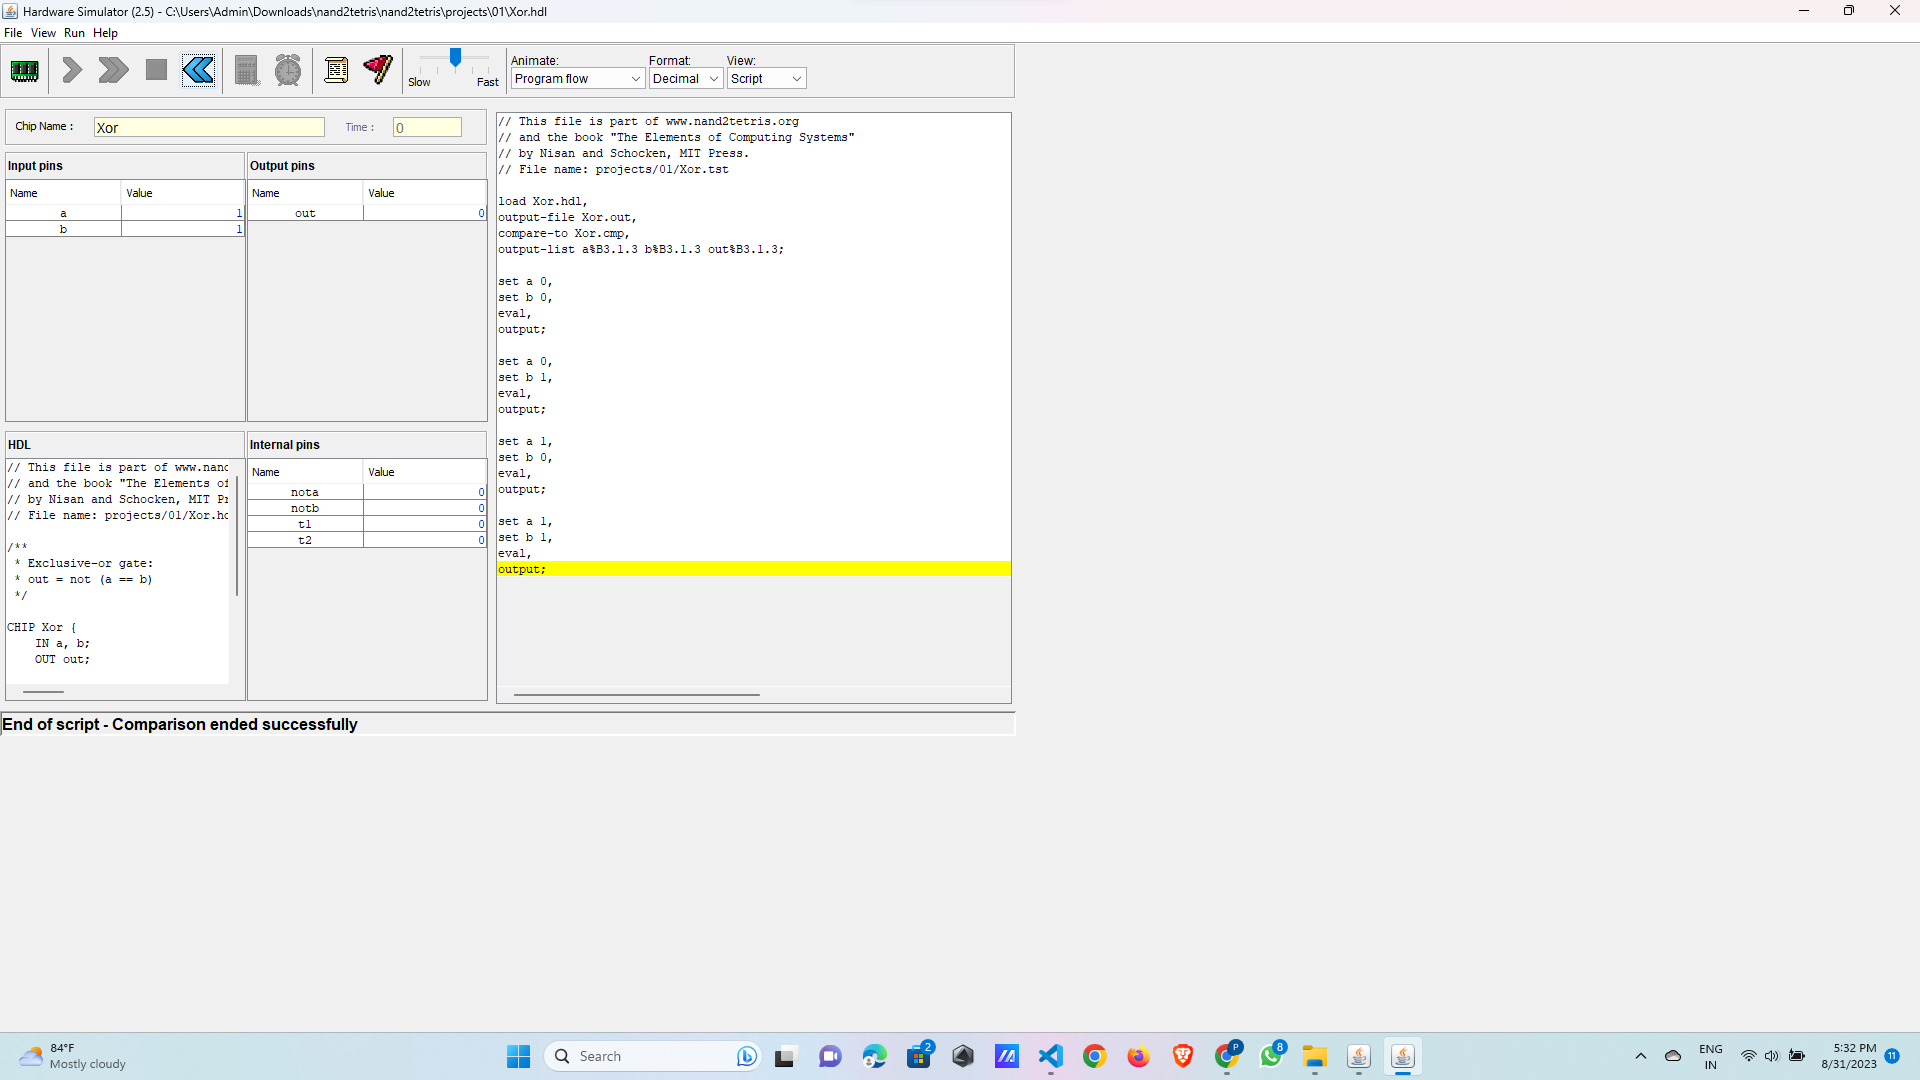 Hardware Simulator (2.5) - C:\Users\Admin\Downloads\nand2tetris\nand2tetris\projects\01\Xor.hdl
File View Run Help
Slow Fast
Animate: Format: View:
Program flow Decimal Script
Chip Name : Xor Time : 0
Input pins
Name Value
a 1
b 1
Output pins
Name Value
out 0
HDL
// This file is part of www.nand
// and the book "The Elements of
// by Nisan and Schocken, MIT Pr
// File name: projects/01/Xor.hd
/**
* Exclusive-or gate:
* out = not (a == b)
*/
CHIP Xor {
IN a, b;
OUT out;
Internal pins
Name Value
nota 0
notb 0
t1 0
t2 0
// This file is part of www.nand2tetris.org
// and the book "The Elements of Computing Systems"
// by Nisan and Schocken, MIT Press.
// File name: projects/01/Xor.tst
load Xor.hdl,
output-file Xor.out,
compare-to Xor.cmp,
output-list a%B3.1.3 b%B3.1.3 out%B3.1.3;
set a 0,
set b 0,
eval,
output;
set a 0,
set b 1,
eval,
output;
set a 1,
set b 0,
eval,
output;
set a 1,
set b 1,
eval,
output;
End of script - Comparison ended successfully
84°F
Mostly cloudy
Search
2
P
8
ENG
IN
5:32 PM
8/31/2023
11